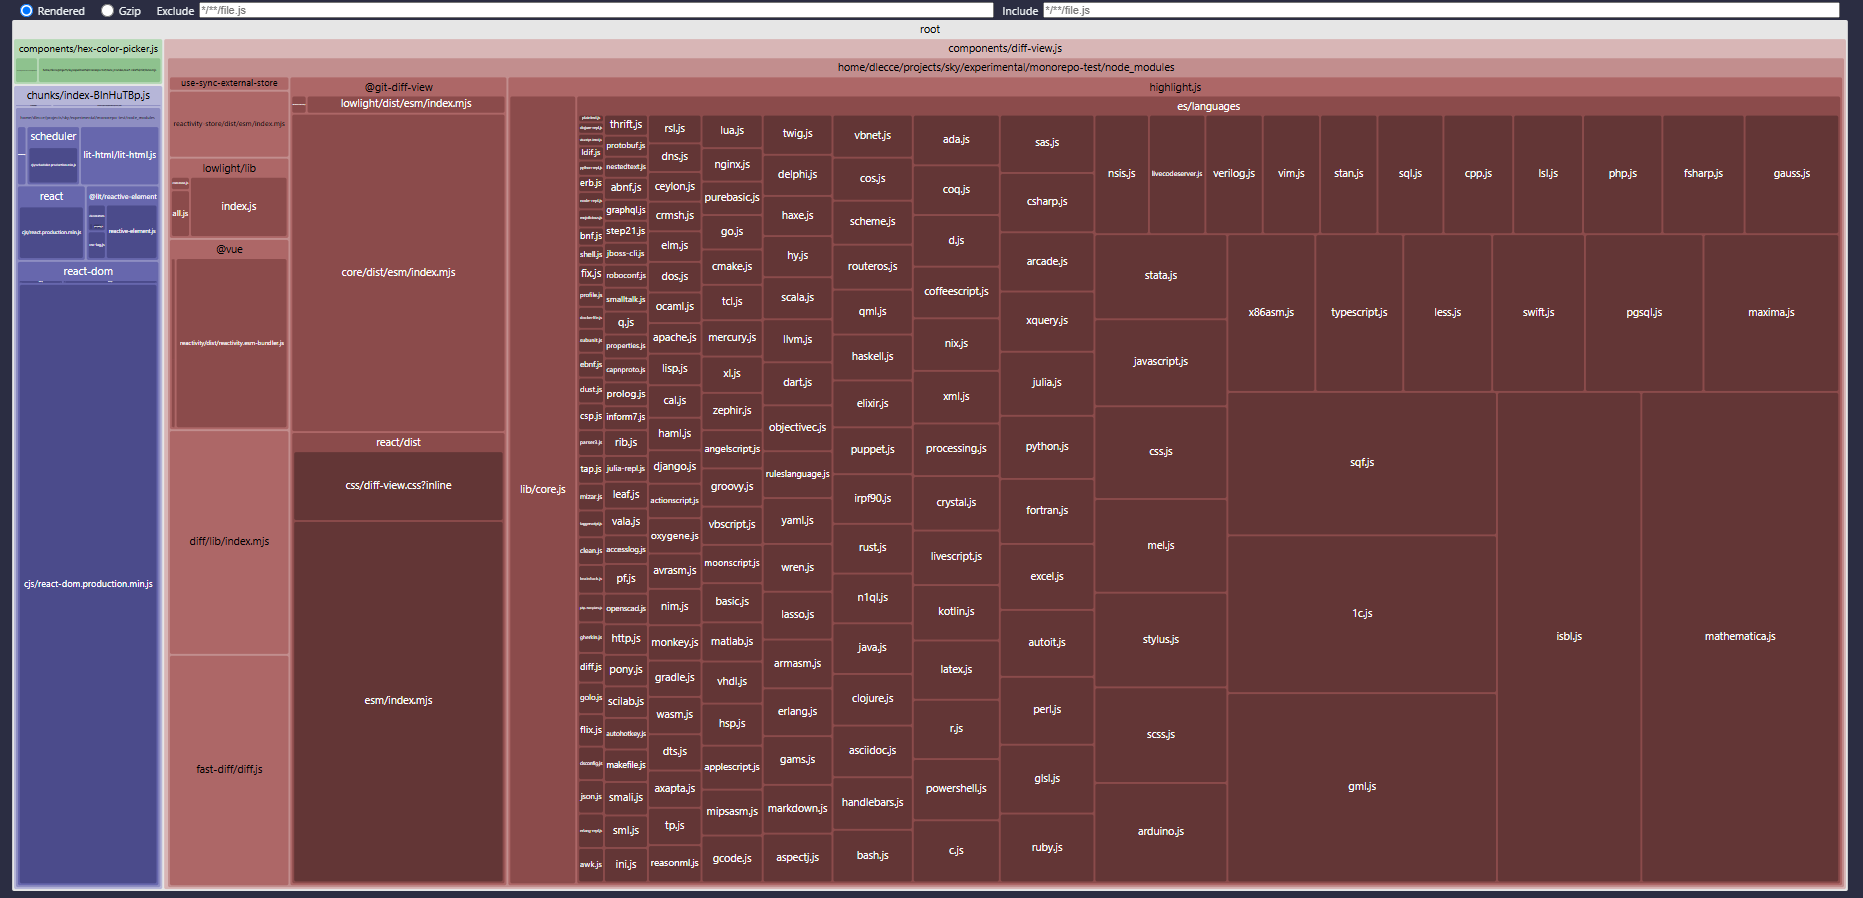 Rendered
Gzip
Exclude
*/**/file.js
Include
*/**/file.js
root
components/hex-color-picker.js
chunks/index-BInHuTBp.js
scheduler
lit-html/lit-html.js
react
@lit/reactive-element
cjs/react.production.min.js
reactive-element.js
react-dom
cjs/react-dom.production.min.js
components/diff-view.js
home/dlecce/projects/sky/experimental/monorepo-test/node_modules
use-sync-external-store
reactivity-store/dist/esm/index.mjs
lowlight/lib
all.js
index.js
@vue
reactivity/dist/reactivity.esm-bundler.js
diff/lib/index.mjs
fast-diff/diff.js
@git-diff-view
lowlight/dist/esm/index.mjs
core/dist/esm/index.mjs
react/dist
css/diff-view.css?inline
esm/index.mjs
highlight.js
lib/core.js
es/languages
ldif.js
erb.js
bnf.js
shell.js
fix.js
profile.js
dockerfile.js
subunit.js
ebnf.js
dust.js
csp.js
parser3.js
tap.js
mizar.js
clean.js
gherkin.js
diff.js
golo.js
flix.js
dsconfig.js
json.js
awk.js
thrift.js
protobuf.js
nestedtext.js
abnf.js
graphql.js
step21.js
jboss-cli.js
roboconf.js
smalltalk.js
q.js
properties.js
capnproto.js
prolog.js
inform7.js
rib.js
julia-repl.js
leaf.js
vala.js
accesslog.js
pf.js
openscad.js
http.js
pony.js
scilab.js
autohotkey.js
makefile.js
smali.js
sml.js
ini.js
rsl.js
dns.js
ceylon.js
crmsh.js
elm.js
dos.js
ocaml.js
apache.js
lisp.js
cal.js
haml.js
django.js
actionscript.js
oxygene.js
avrasm.js
nim.js
monkey.js
gradle.js
wasm.js
dts.js
axapta.js
tp.js
reasonml.js
lua.js
nginx.js
purebasic.js
go.js
cmake.js
tcl.js
mercury.js
xl.js
zephir.js
angelscript.js
groovy.js
vbscript.js
moonscript.js
basic.js
matlab.js
vhdl.js
hsp.js
applescript.js
mipsasm.js
gcode.js
twig.js
delphi.js
haxe.js
hy.js
scala.js
llvm.js
dart.js
objectivec.js
ruleslanguage.js
yaml.js
wren.js
lasso.js
armasm.js
erlang.js
gams.js
markdown.js
aspectj.js
vbnet.js
cos.js
scheme.js
routeros.js
qml.js
haskell.js
elixir.js
puppet.js
irpf90.js
rust.js
n1ql.js
java.js
clojure.js
asciidoc.js
handlebars.js
bash.js
ada.js
coq.js
d.js
coffeescript.js
nix.js
xml.js
processing.js
crystal.js
livescript.js
kotlin.js
latex.js
r.js
powershell.js
c.js
sas.js
csharp.js
arcade.js
xquery.js
julia.js
python.js
fortran.js
excel.js
autoit.js
perl.js
glsl.js
ruby.js
nsis.js
livecodeserver.js
verilog.js
vim.js
stan.js
sql.js
cpp.js
lsl.js
php.js
fsharp.js
gauss.js
stata.js
javascript.js
css.js
mel.js
stylus.js
scss.js
arduino.js
x86asm.js
typescript.js
less.js
swift.js
pgsql.js
maxima.js
sqf.js
1c.js
gml.js
isbl.js
mathematica.js